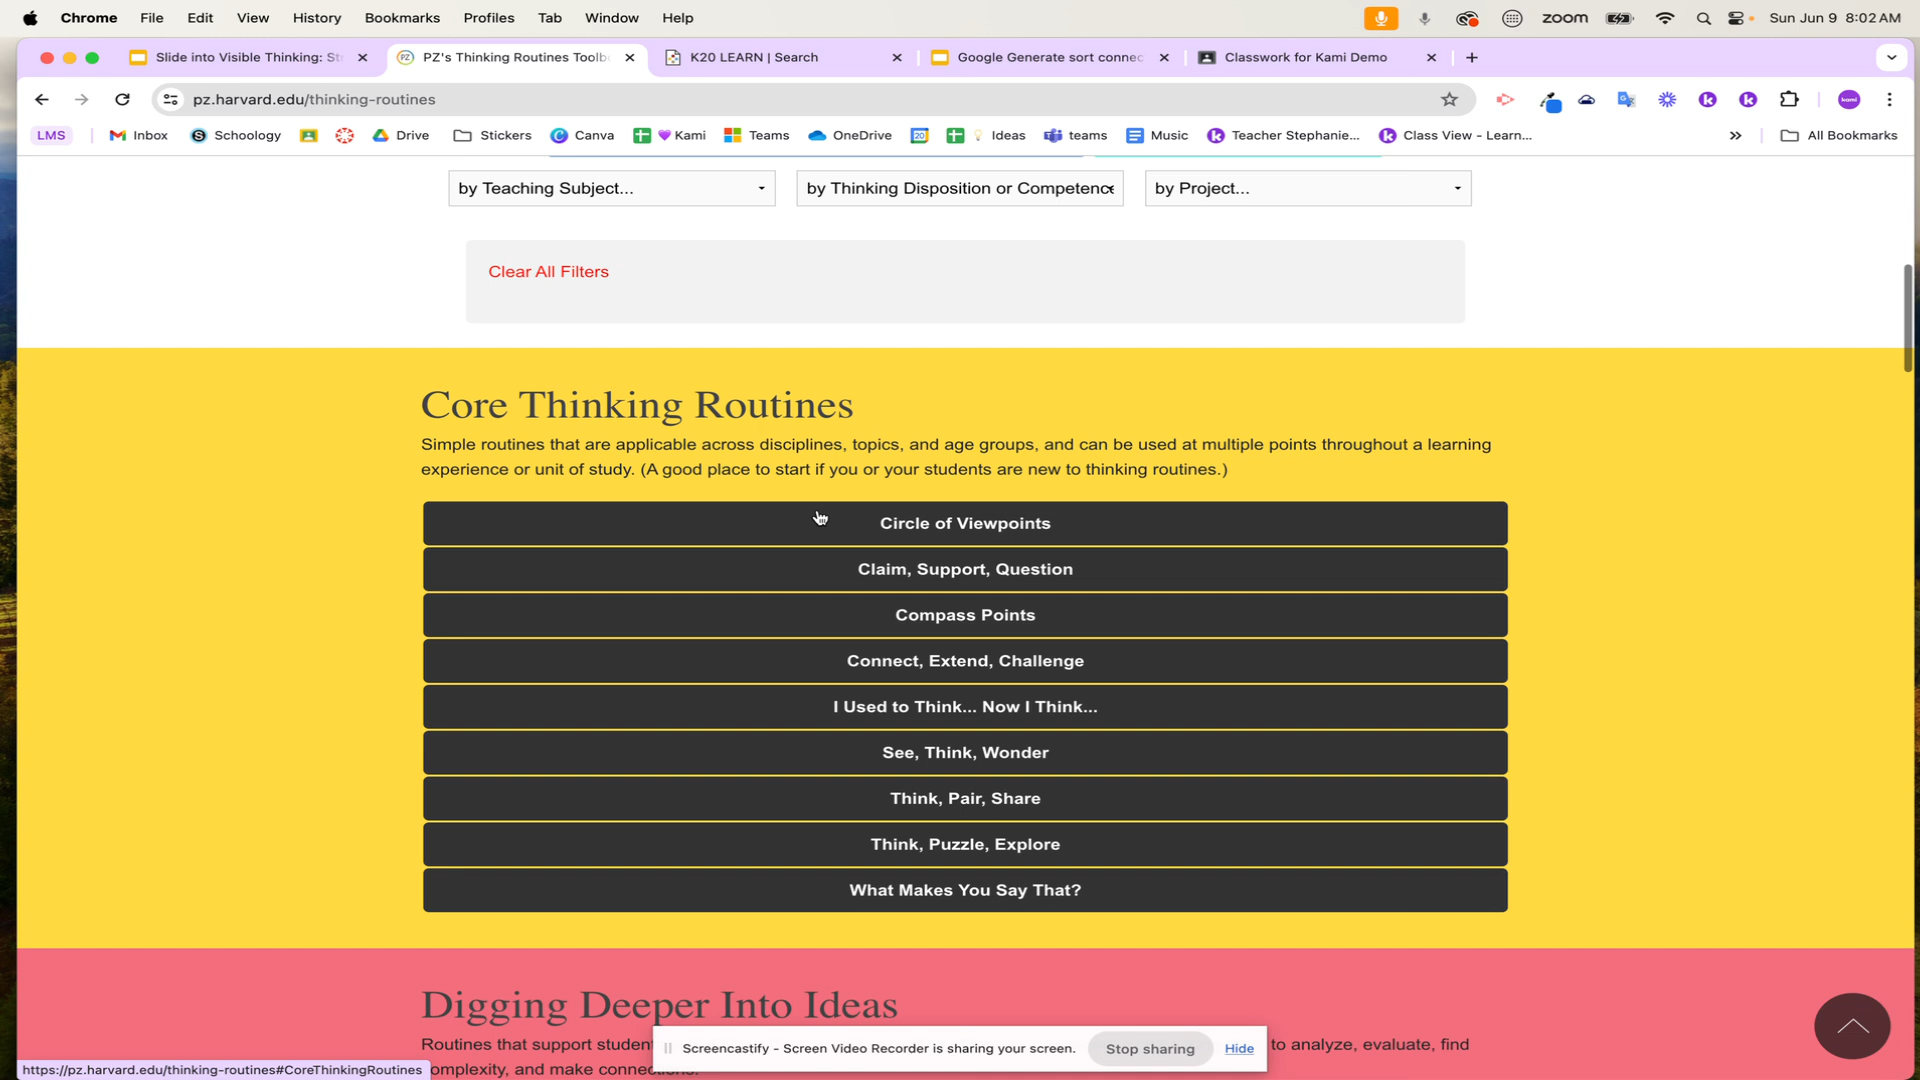 Chrome File Edit View History Bookmarks Profiles Tab Window Help zoom Sun Jun 9 8:02 AM
Slide into Visible Thinking: St PZ's Thinking Routines Toolb K20 LEARN | Search Google Generate sort connec Classwork for Kami Demo
pz.harvard.edu/thinking-routines kami
LMS Inbox Schoology Drive Stickers Canva Kami Teams OneDrive Ideas teams Music Teacher Stephanie... Class View - Learn... All Bookmarks
by Teaching Subject... by Thinking Disposition or Competence by Project...
Clear All Filters
Core Thinking Routines
Simple routines that are applicable across disciplines, topics, and age groups, and can be used at multiple points throughout a learning
experience or unit of study. (A good place to start if you or your students are new to thinking routines.)
Circle of Viewpoints
Claim, Support, Question
Compass Points
Connect, Extend, Challenge
I Used to Think... Now I Think...
See, Think, Wonder
Think, Pair, Share
Think, Puzzle, Explore
What Makes You Say That?
Digging Deeper Into Ideas
Routines that support studen to analyze, evaluate, find
Screencastify - Screen Video Recorder is sharing your screen. Stop sharing Hide
https://pz.harvard.edu/thinking-routines#CoreThinkingRoutines omplexity, and make connections.